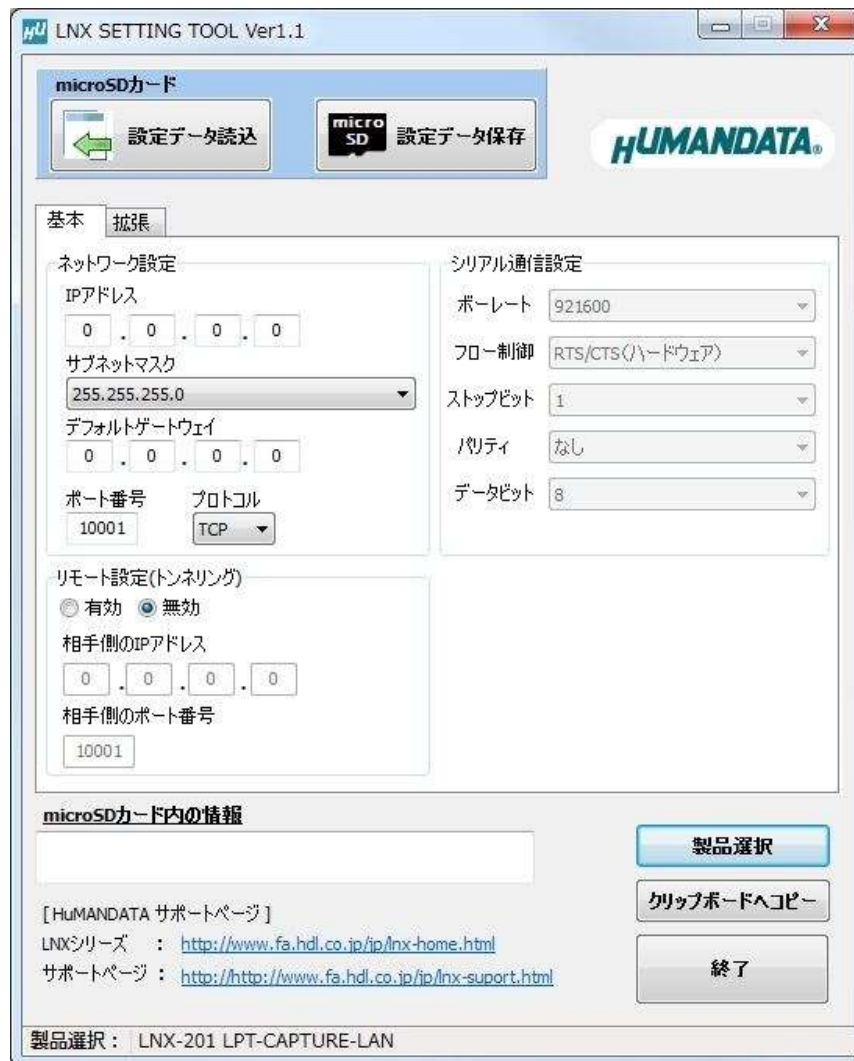 HU LNX SETTING TOOL Ver1.1
microSDカード
設定データ読込
micro SD 設定データ保存
HUMANDATA®
基本 拡張
ネットワーク設定
IPアドレス
0 . 0 . 0 . 0
サブネットマスク
255.255.255.0
デフォルトゲートウェイ
0 . 0 . 0 . 0
ポート番号 プロトコル
10001 TCP
シリアル通信設定
ボーレート 921600
フロー制御 RTS/CTS(ハードウェア)
ストップビット 1
パリティ なし
データビット 8
リモート設定(トンネリング)
有効 無効
相手側のIPアドレス
0 . 0 . 0 . 0
相手側のポート番号
10001
microSDカード内の情報
製品選択
クリップボードへコピー
終了
[HuMANDATA サポートページ]
LNXシリーズ : http://www.fa.hdl.co.jp/jp/lnx-home.html
サポートページ : http://http://www.fa.hdl.co.jp/jp/lnx-suport.html
製品選択: LNX-201 LPT-CAPTURE-LAN